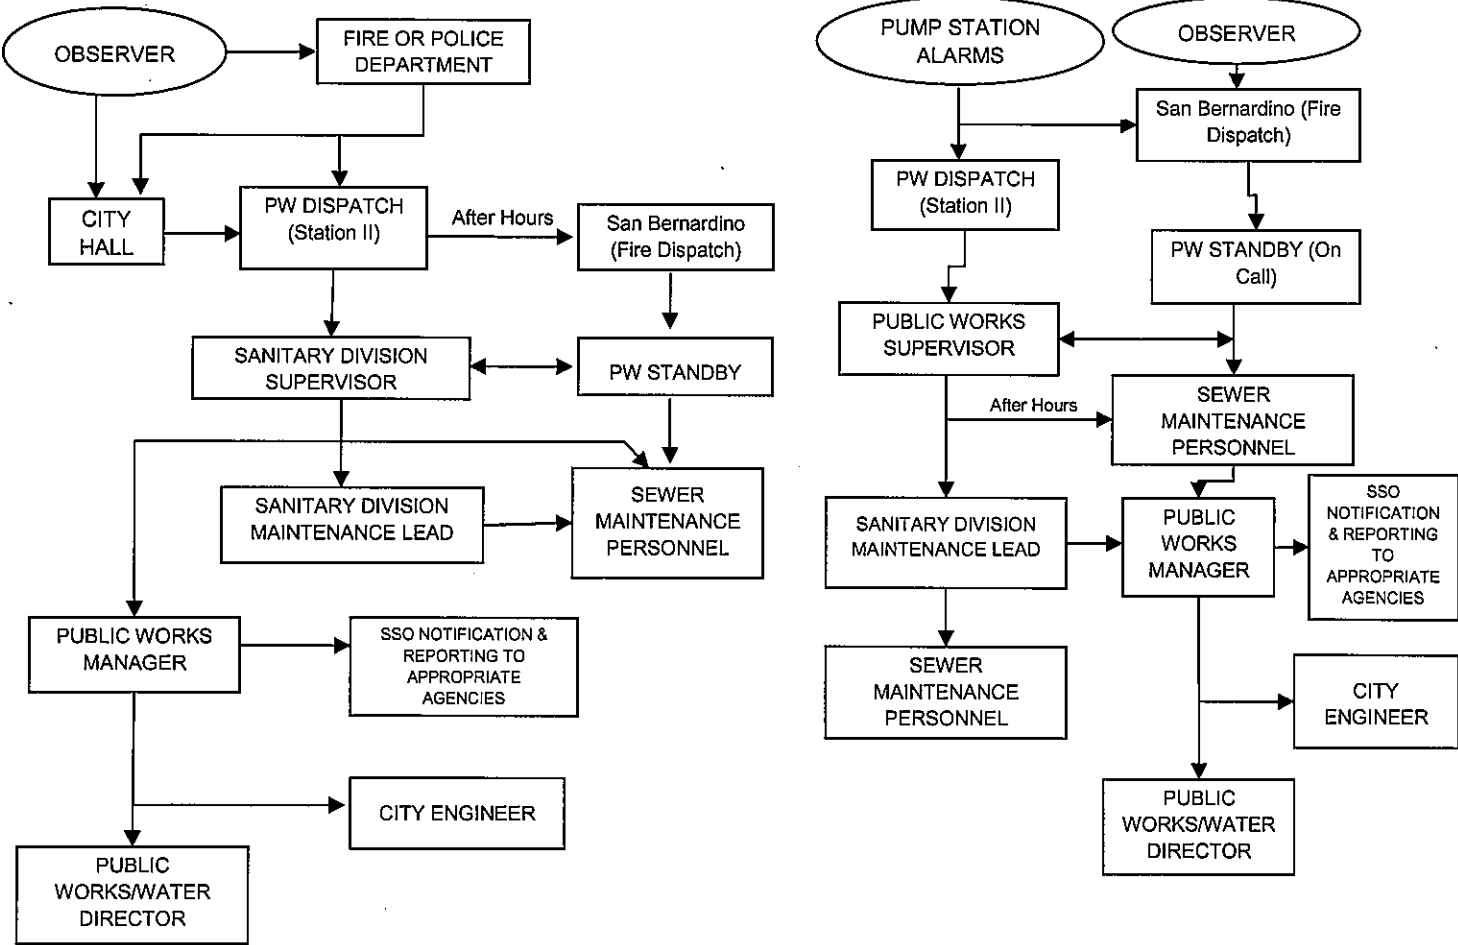 OBSERVER
FIRE OR POLICE
DEPARTMENT
CITY
HALL
PW DISPATCH
(Station II)
After Hours
San Bernardino
(Fire Dispatch)
SANITARY DIVISION
SUPERVISOR
PW STANDBY
SANITARY DIVISION
MAINTENANCE LEAD
SEWER
MAINTENANCE
PERSONNEL
PUBLIC WORKS
MANAGER
SSO NOTIFICATION &
REPORTING TO
APPROPRIATE
AGENCIES
CITY ENGINEER
PUBLIC
WORKS/WATER
DIRECTOR
PUMP STATION
ALARMS
OBSERVER
San Bernardino (Fire
Dispatch)
PW DISPATCH
(Station II)
PW STANDBY (On
Call)
PUBLIC WORKS
SUPERVISOR
After Hours
SEWER
MAINTENANCE
PERSONNEL
SANITARY DIVISION
MAINTENANCE LEAD
PUBLIC
WORKS
MANAGER
SSO
NOTIFICATION
& REPORTING
TO
APPROPRIATE
AGENCIES
SEWER
MAINTENANCE
PERSONNEL
CITY
ENGINEER
PUBLIC
WORKS/WATER
DIRECTOR